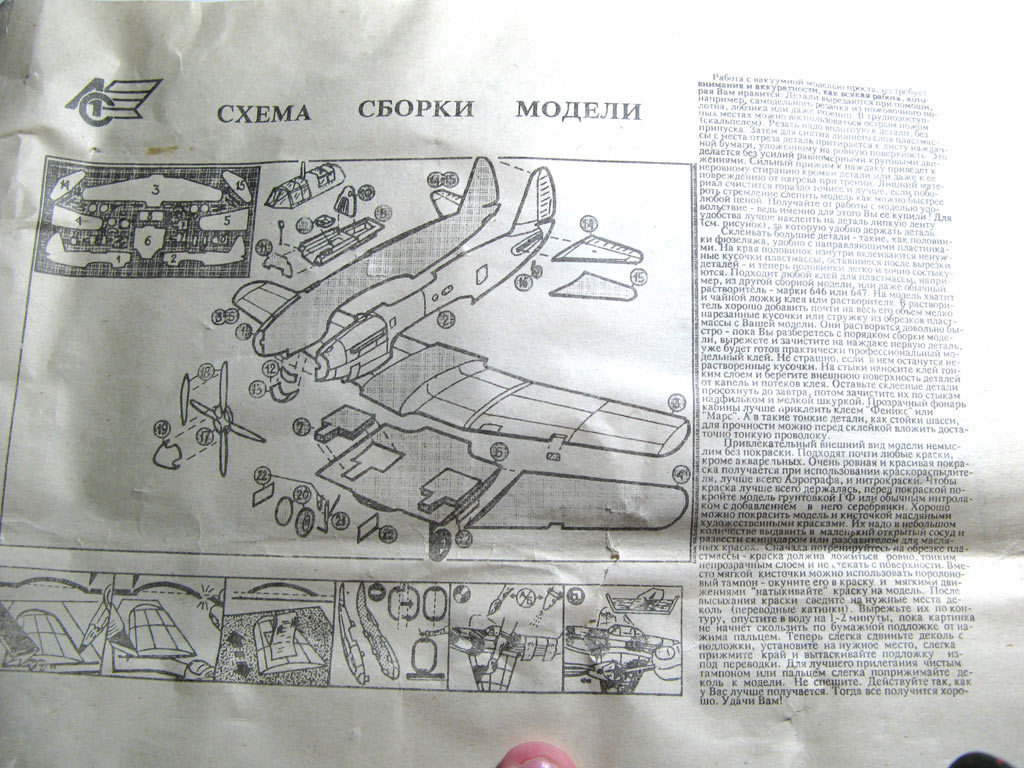 СХЕМА СБОРКИ МОДЕЛИ
Работа с вакуумной моделью проста, но требует
внимания и аккуратности, как всякая работа, кото-
рая Вам нравится. Детали вырезаются при помощи,
например, самодельного резачка из ножовочного по-
лотна, лобзика или даже ножниц. В труднодоступ-
ных местах можно воспользоваться острым ножом
(скальпелем). Резать надо вплотную к детали, без
припуска. Затем для снятия лишнего слоя пластмас-
сы с места отреза деталь притирается к листу наждач-
ной бумаги, уложенному на ровную поверхность. Это
делается без усилий равномерными круговыми дви-
жениями. Сильный прижим к наждаку приведет к
неровному стиранию кромки детали или даже к ее
повреждению от нагрева при трении. Лишний мате-
риал счистится гораздо точнее и лучше, если побо-
роть стремление слепить модель как можно быстрее
любой ценой. Получайте от работы с моделью удо-
вольствие - ведь именно для этого Вы ее купили! Для
удобства лучше наклеить на деталь липкую ленту
(см. рисунок), за которую удобно держать деталь.
Склеивать большие детали - такие, как половин-
ки фюзеляжа, удобно с направляющими пластинка-
ми. На края половинок изнутри вклеиваются ненуж-
ные кусочки пластмассы, оставшиеся после вырезки
деталей - и теперь половинки легко и точно состыку-
ются. Подходит любой клей для пластмассы, напри-
мер, из другой сборной модели, или даже обычный
растворитель - марки 646 или 647. На модель хватит
и чайной ложки клея или растворителя. В раствори-
тель хорошо добавить почти на весь его объем мелко
нарезанные кусочки или стружку из обрезков пласт-
массы с Вашей модели. Они растворятся довольно бы-
стро - пока Вы разберетесь с порядком сборки моде-
ли, вырежете и зачистите на наждаке первую деталь,
уже будет готов практически профессиональный мо-
дельный клей. Не страшно, если в нем останутся не-
растворенные кусочки. На стыки наносите клей тон-
ким слоем и берегите внешнюю поверхность деталей
от капель и потеков клея. Оставьте склееные детали
просохнуть до завтра, потом зачистите их по стыкам
надфильком и мелкой шкуркой. Прозрачный фонарь
кабины лучше приклеить клеем "Феникс" или
"Марс". А в такие тонкие детали, как стойки шасси,
для прочности можно перед склейкой вложить доста-
точно тонкую проволоку.
Привлекательный внешний вид модели немыс-
лим без покраски. Подходят почти любые краски,
кроме акварельных. Очень ровная и красивая покра-
ска получается при использовании краскораспылите-
ля, лучше всего Аэрографа, и нитрокраски. Чтобы
краска лучше всего держалась, перед покраской по-
кройте модель грунтовкой ГФ или обычным нитрола-
ком с добавлением в него серебрянки. Хорошо
можно покрасить модель и кисточкой масляными
художественными красками. Их надо в небольшом
количестве выдавить в маленький открытый сосуд и
развести скипидаром или разбавителем для масля-
ных красок. Сначала потренируйтесь на обрезке пла-
стмассы - краска должна ложиться ровно, тонким
непрозрачным слоем и не стекать с поверхности. Вме-
сто мягкой кисточки можно использовать поролоно-
вый тампон - окуните его в краску и мягкими дви-
жениями "натыкивайте" краску на модель. После
высыхания краски сведите на нужные места де-
коль (переводные катинки). Вырежьте их по кон-
туру, опустите в воду на 1-2 минуты, пока картинка
не начнет скользить по бумажной подложке от на-
жима пальцем. Теперь слегка сдвиньте деколь с
подложки, установите на нужное место, слегка
прижмите край и вытаскивайте подложку из-
под переводки. Для лучшего прилегания чистым
тампоном или пальцем слегка поприжимайте де-
коль к модели. Не спешите. Действуйте так, как
у Вас лучше получается. Тогда все получится хоро-
шо. Удачи Вам!